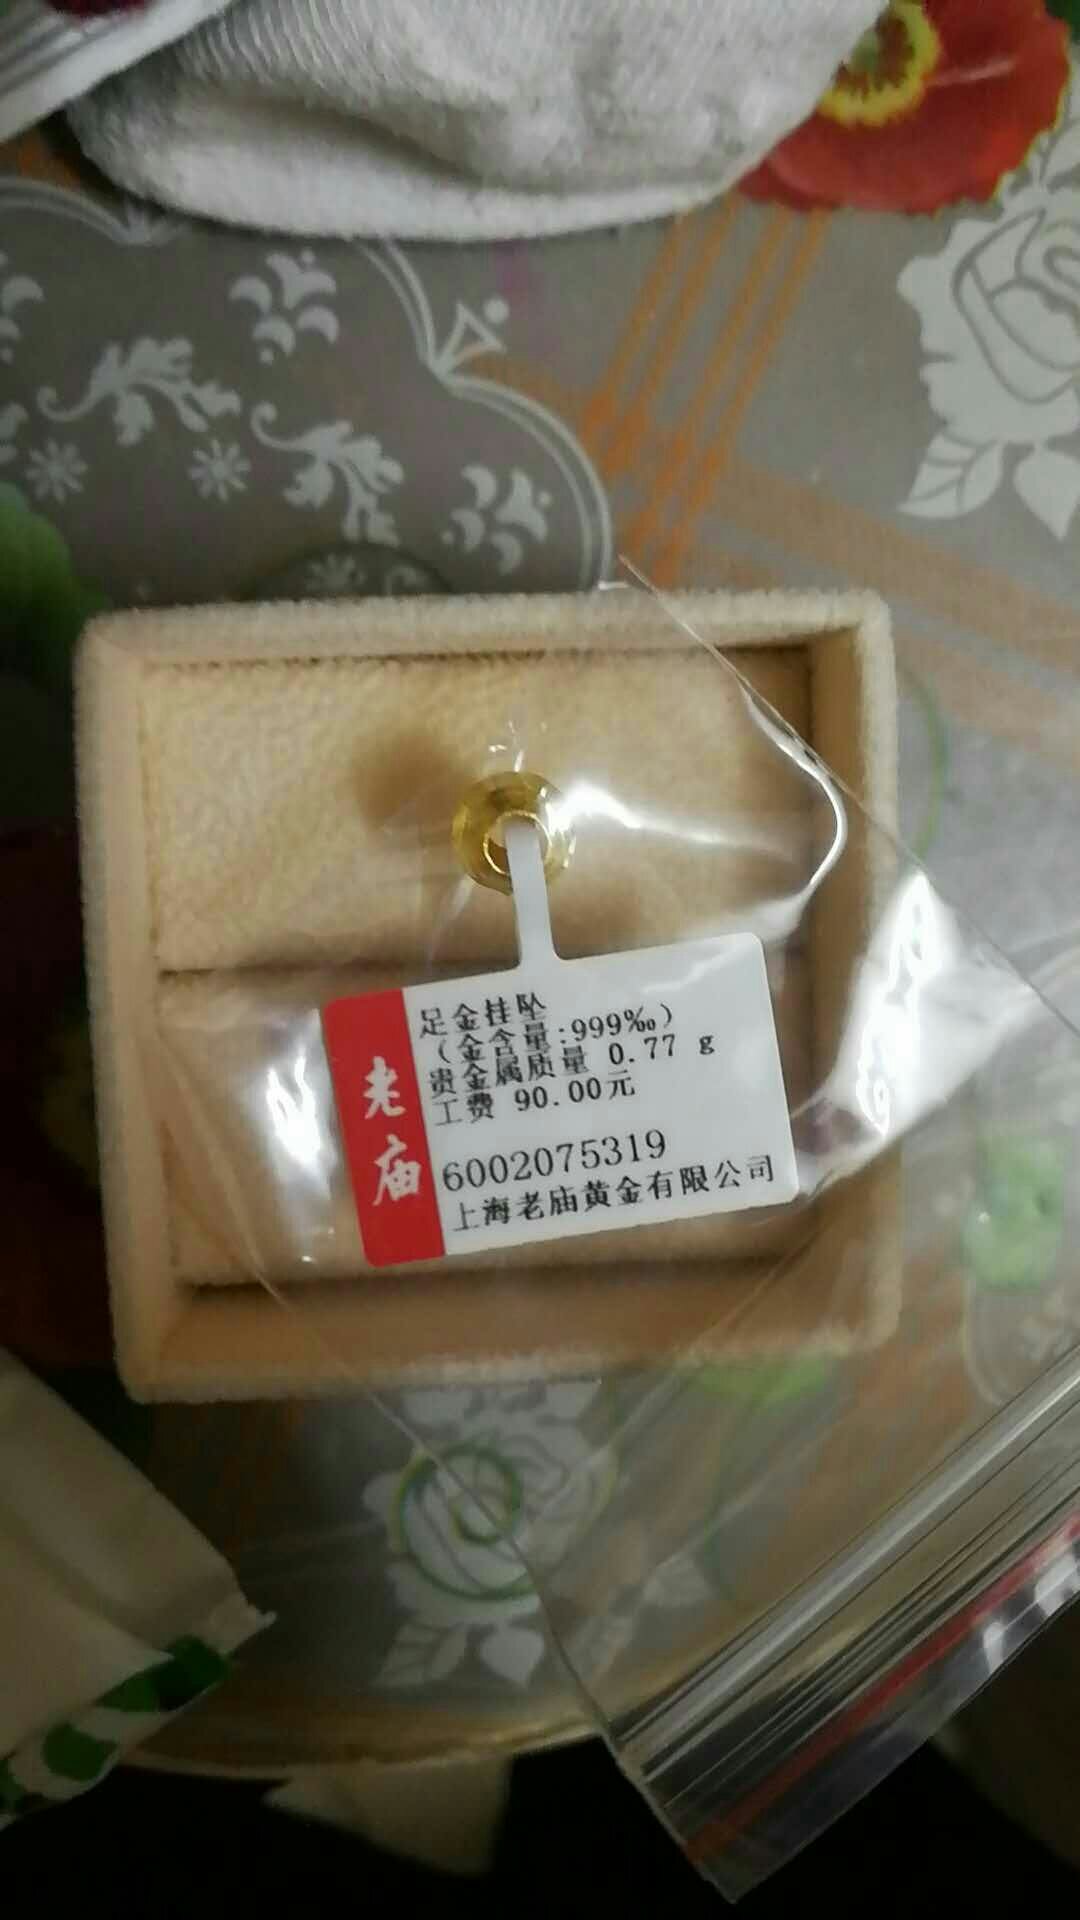 老庙
足金挂坠
(金含量:999‰)
贵金属质量 0.77 g
工费 90.00元
6002075319
上海老庙黄金有限公司